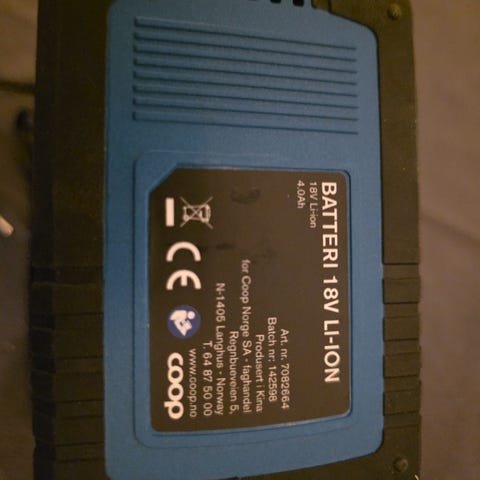 BATTERI 18V LI-ION
18V Li-ion
4.0Ah
Art. nr. 7082664
Batch nr: 142598
Produsert i Kina
for Coop Norge SA - faghandel
Regnbueveien 5,
N-1405 Langhus - Norway
T. 64 87 50 00
www.coop.no
CE
coop